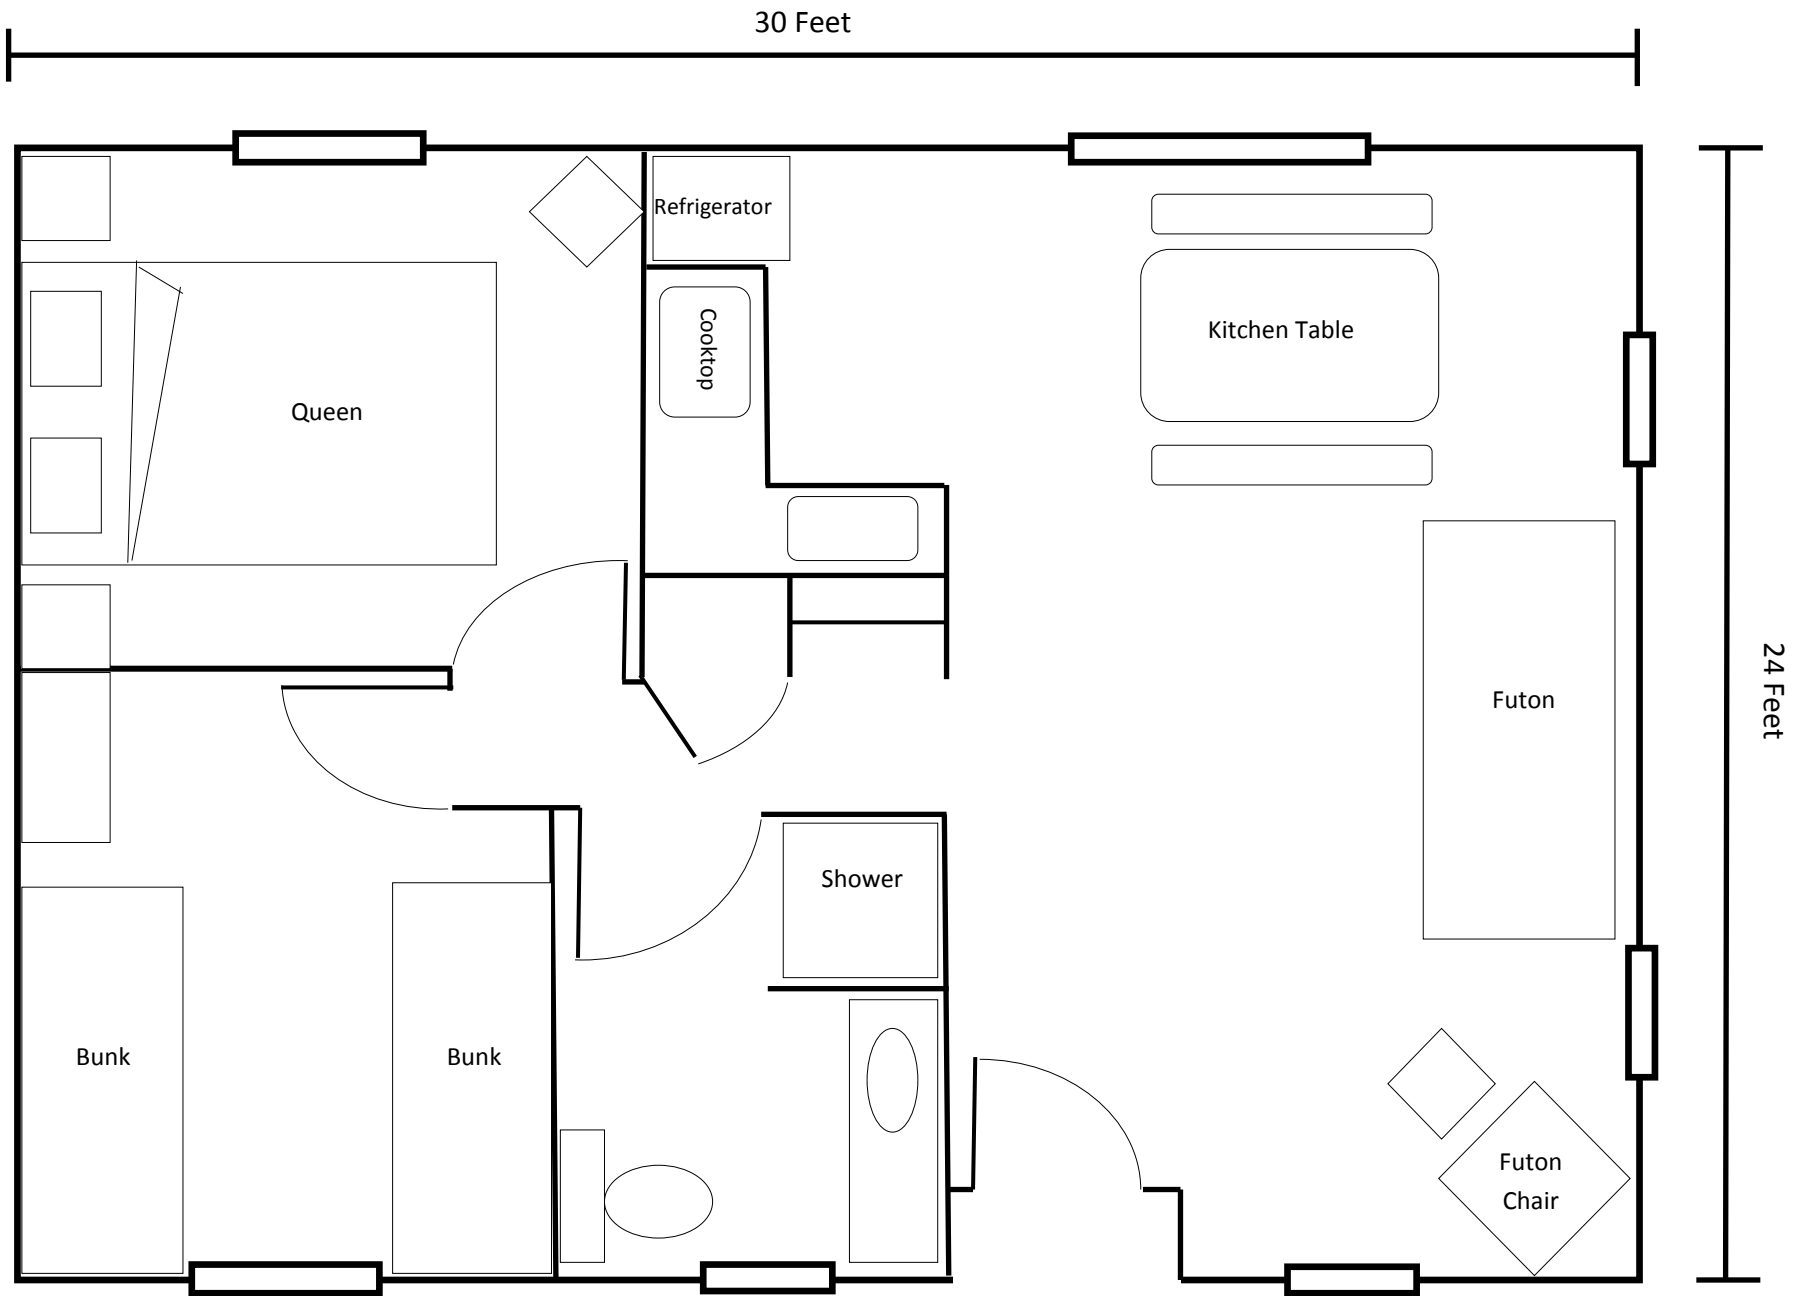 30 Feet
Refrigerator
Cooktop
Kitchen Table
Queen
24 Feet
Futon
Shower
Bunk
Bunk
Futon
Chair